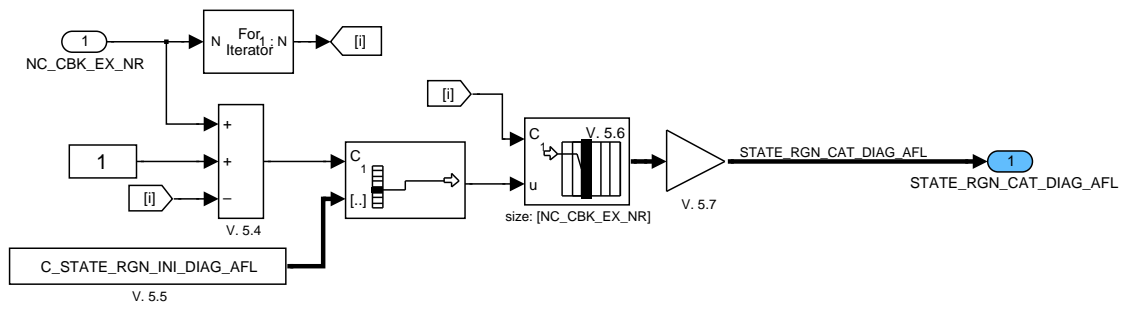 1
NC_CBK_EX_NR
N
For
Iterator
1 : N
[i]
+
+
−
1
[i]
V. 5.4
C_STATE_RGN_INI_DIAG_AFL
V. 5.5
C
1
[..]
[i]
C
1
V. 5.6
u
size: [NC_CBK_EX_NR]
V. 5.7
STATE_RGN_CAT_DIAG_AFL
1
STATE_RGN_CAT_DIAG_AFL